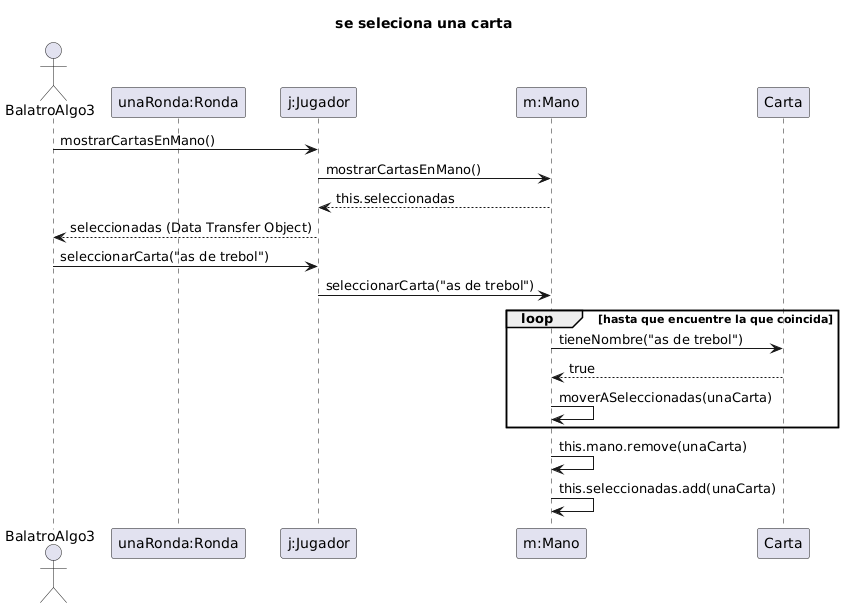 se seleciona una carta
BalatroAlgo3
unaRonda:Ronda
j:Jugador
m:Mano
Carta
mostrarCartasEnMano()
mostrarCartasEnMano()
this.seleccionadas
seleccionadas (Data Transfer Object)
seleccionarCarta("as de trebol")
seleccionarCarta("as de trebol")
loop
[hasta que encuentre la que coincida]
tieneNombre("as de trebol")
true
moverASeleccionadas(unaCarta)
this.mano.remove(unaCarta)
this.seleccionadas.add(unaCarta)
BalatroAlgo3
unaRonda:Ronda
j:Jugador
m:Mano
Carta